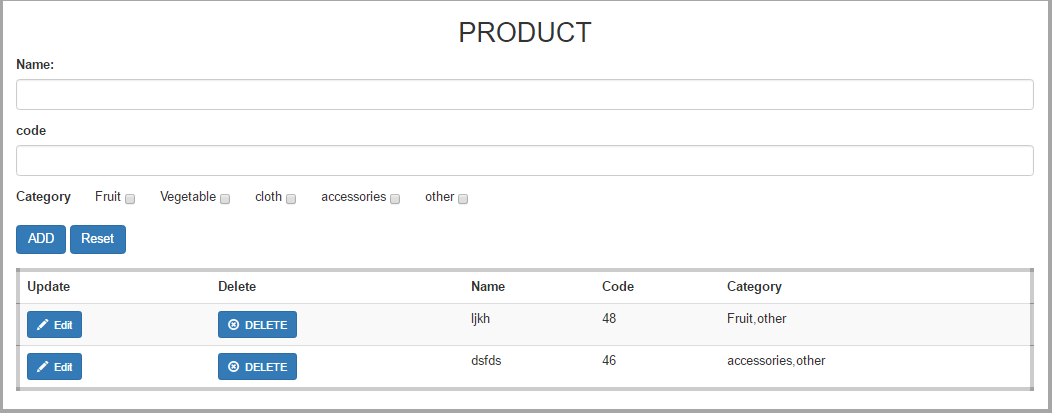 PRODUCT
Name:
code
Category Fruit Vegetable cloth accessories other
ADD Reset
Update Delete Name Code Category
Edit DELETE ljkh 48 Fruit,other
Edit DELETE dsfds 46 accessories,other